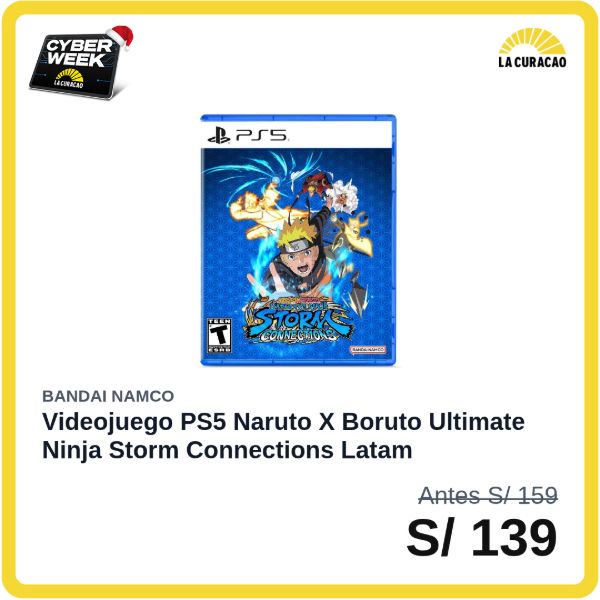 CYBER
WEEK
LA CURACAO
LA CURACAO
PS5
STORM
CONNECTIONS
TEEN
T
ESRB
BANDAI NAMCO
BANDAI NAMCO
Videojuego PS5 Naruto X Boruto Ultimate
Ninja Storm Connections Latam
Antes S/ 159
S/ 139